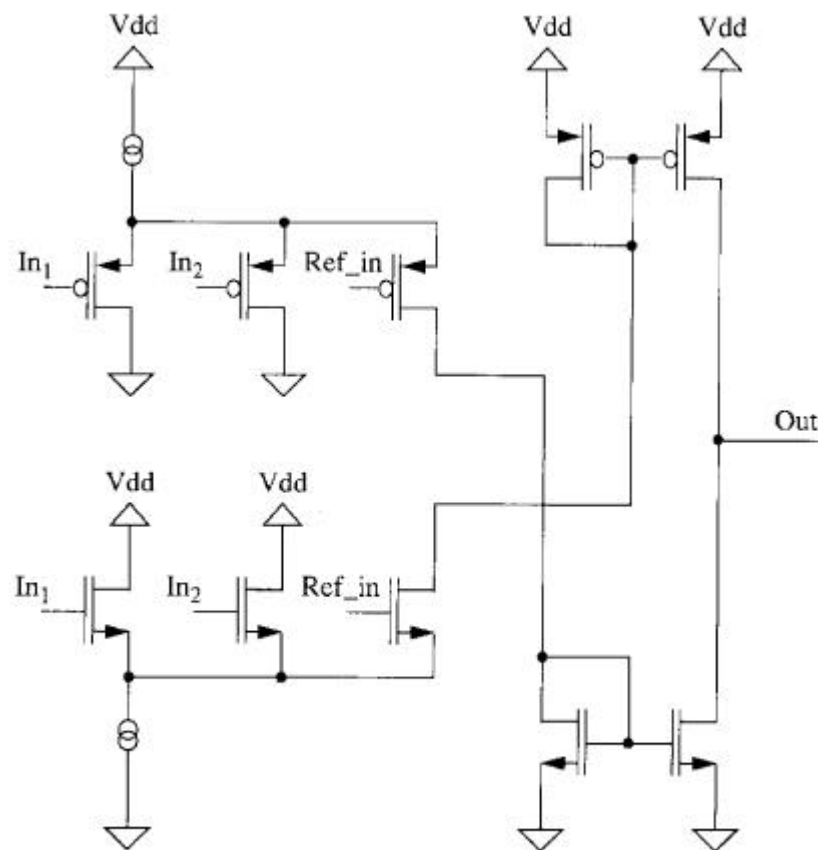 Vdd
Vdd
Vdd
In1
In2
Ref_in
Out
Vdd
Vdd
In1
In2
Ref_in